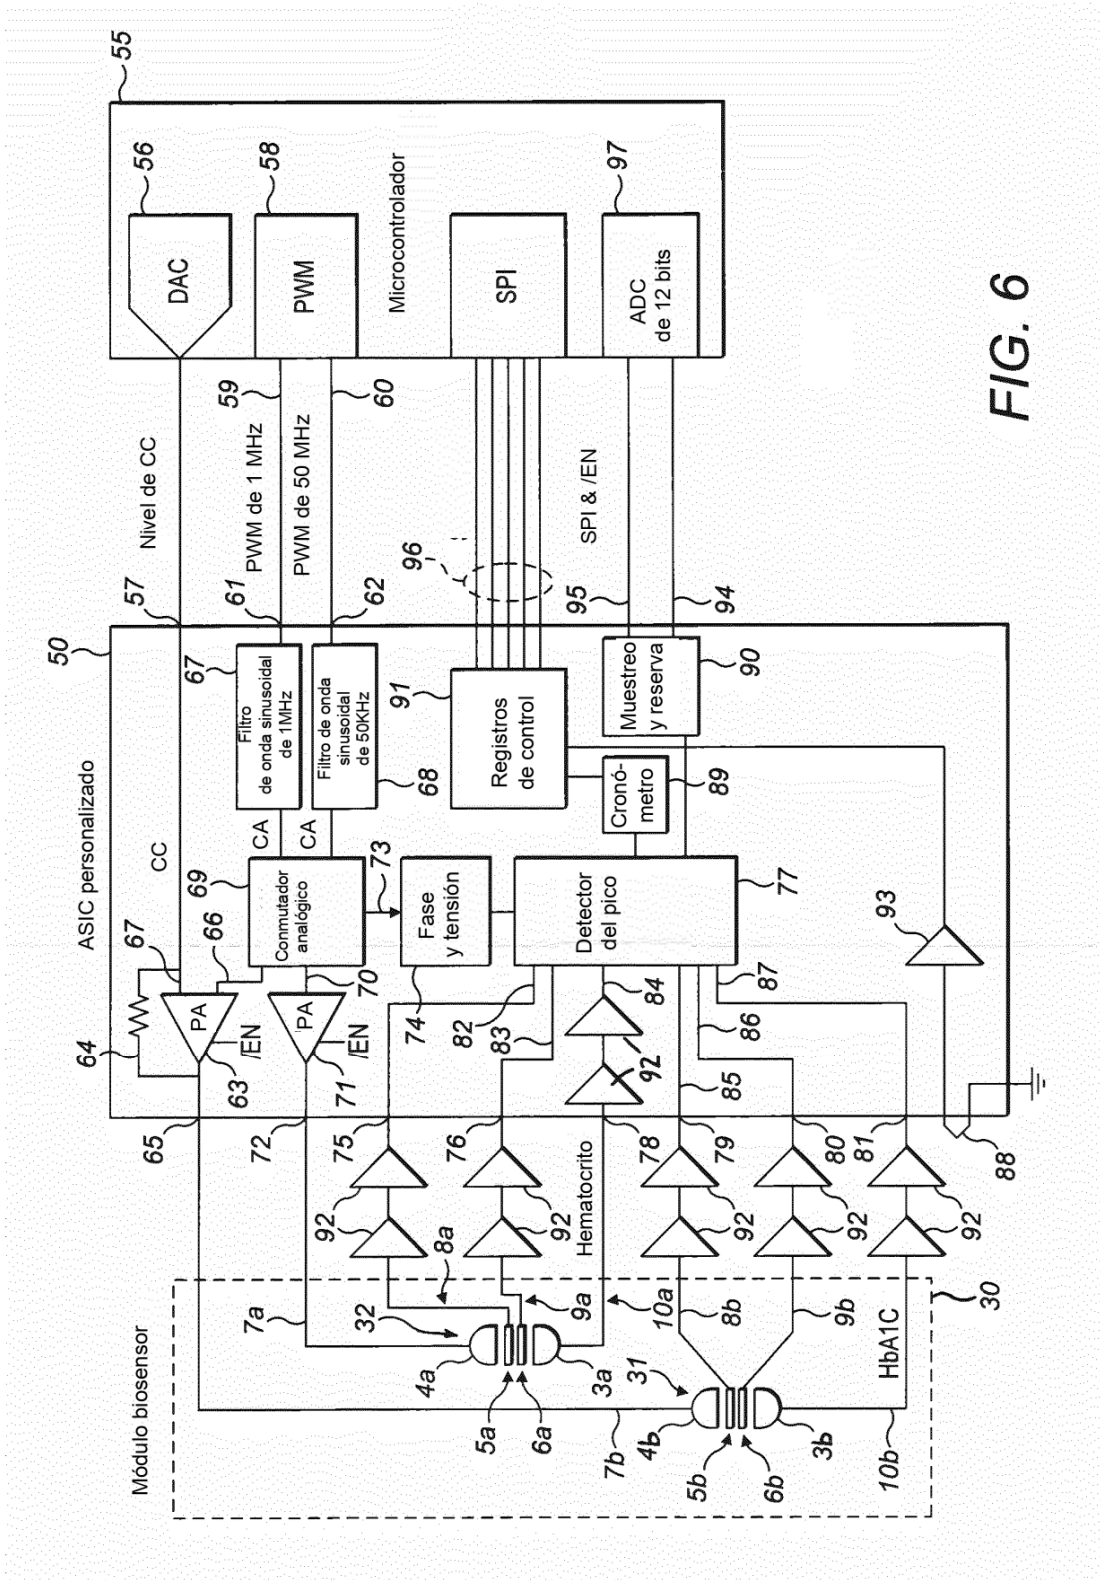 55
56
DAC
58
PWM
Microcontrolador
SPI
97
ADC
de 12 bits
Nivel de CC
59
PWM de 1 MHz
PWM de 50 MHz
60
SPI & /EN
96
95
94
57
61
62
ASIC personalizado
50
67
Filtro
de onda sinusoidal
de 1MHz
Filtro de onda
sinusoidal
de 50KHz
68
91
Registros
de control
Muestreo
y reserva
90
Cronó-
metro
89
CC
CA
CA
69
Conmutador
analógico
73
Fase
y tensión
74
Detector
del pico
77
67
66
70
64
PA
/EN
63
PA
/EN
71
82
83
84
92
92
85
86
87
93
65
72
75
76
78
79
80
81
88
92
92
92
92
92
92
92
92
Hematocrito
Módulo biosensor
7a
8a
32
9a
10a
4a
5a
6a
3a
31
8b
9b
HbA1C
30
7b
4b
5b
6b
3b
10b
FIG. 6